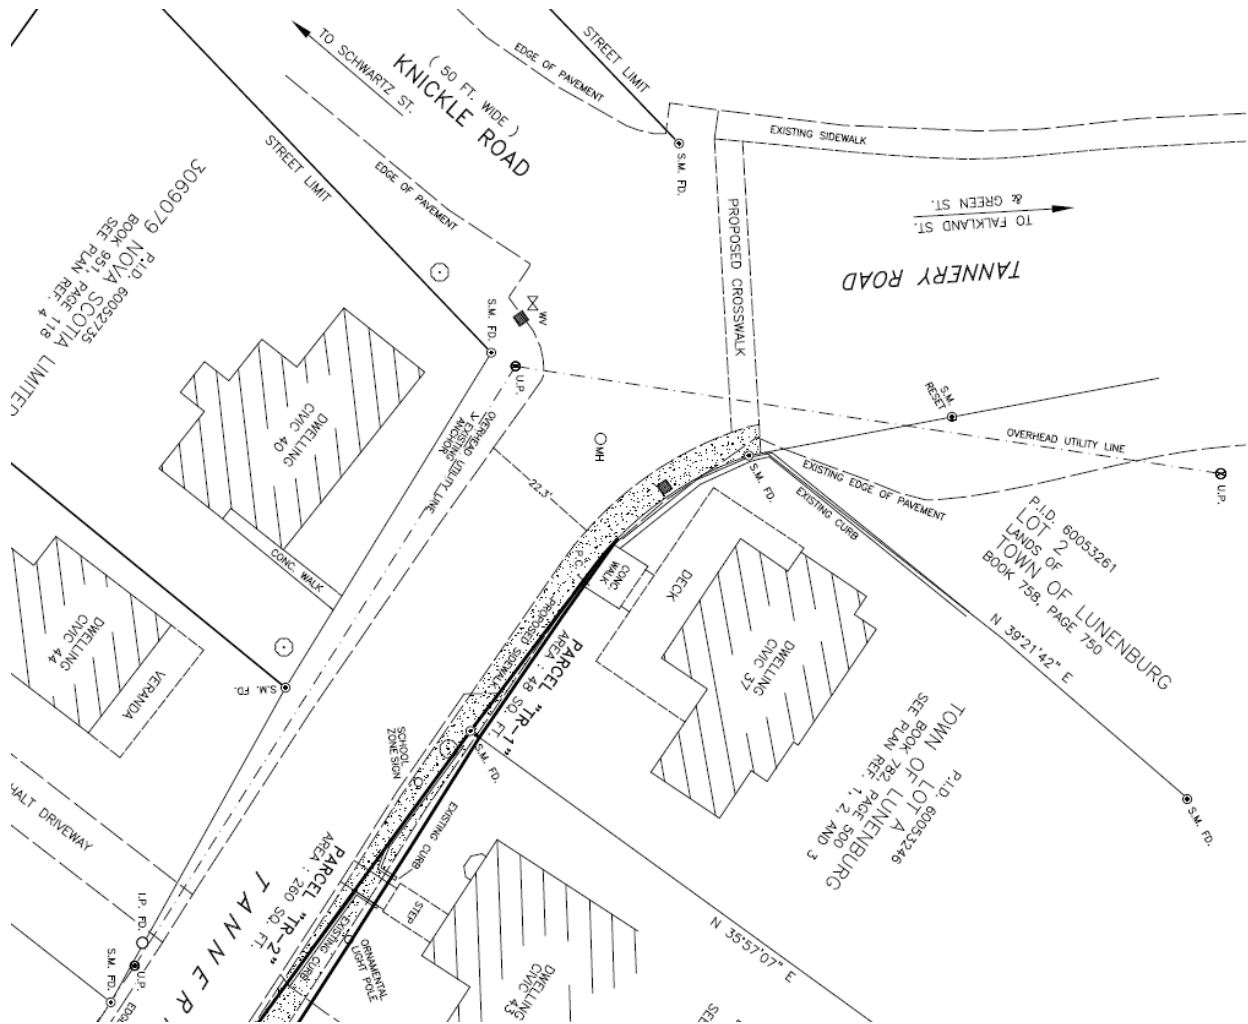 TO SCHWARTZ ST.
( 50 FT. WIDE )
KNICKLE ROAD
EDGE OF PAVEMENT
STREET LIMIT
S.M. FD.
EXISTING SIDEWALK
STREET LIMIT
EDGE OF PAVEMENT
PROPOSED CROSSWALK
TO FALKLAND ST.
& GREEN ST.
TANNERY ROAD
P.I.D. 60052735
3069079 NOVA SCOTIA LIMITED
BOOK 951, PAGE 118
SEE PLAN REF. 4
S.M. FD.
WV
U.P.
DWELLING
CIVIC 40
OVERHEAD UTILITY LINE
EXISTING
ANCHOR
MH
22.3'
S.M.
RESET
OVERHEAD UTILITY LINE
U.P.
S.M. FD.
EXISTING EDGE OF PAVEMENT
EXISTING CURB
P.I.D. 60053261
LOT 2
LANDS OF
TOWN OF LUNENBURG
BOOK 758, PAGE 750
N 39°21'42" E
S.M. FD.
CONC. WALK
DWELLING
CIVIC 44
VERANDA
S.M. FD.
P.C.
CONC.
WALK
DECK
DWELLING
CIVIC 37
PROPOSED SIDEWALK
PARCEL "TR-1"
AREA : 48 SQ. FT.
S.M. FD.
SCHOOL
ZONE SIGN
P.I.D. 60053246
LOT A
TOWN OF LUNENBURG
BOOK 782, PAGE 500
SEE PLAN REF. 1, 2, AND 3
HALT DRIVEWAY
EXISTING CURB
PARCEL "TR-2"
AREA : 260 SQ. FT.
STEP
EXISTING CURB
ORNAMENTAL
LIGHT POLE
DWELLING
CIVIC 43
N 35°57'07" E
I.P. FD.
U.P.
S.M. FD.
EDGE
TANNER